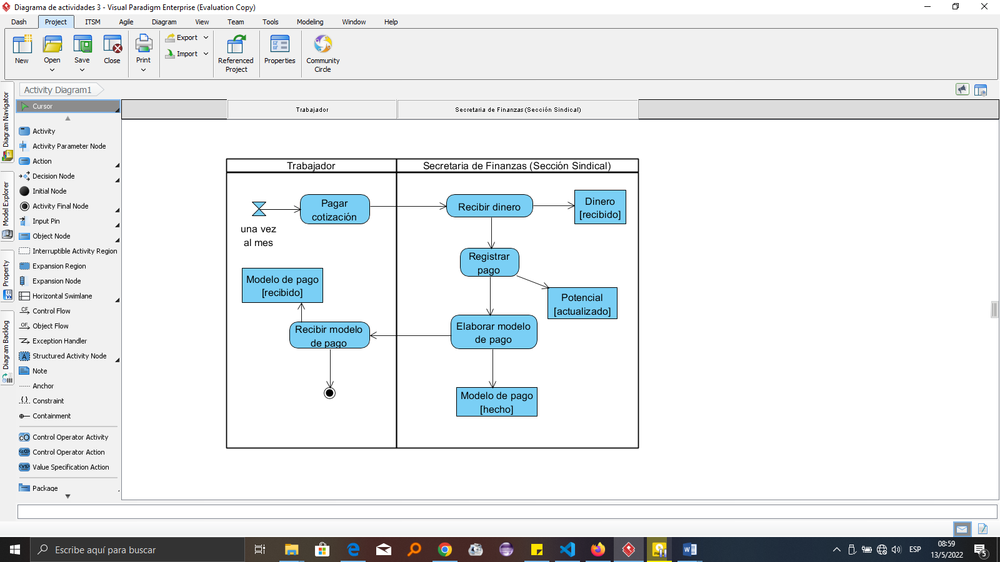 Diagrama de actividades 3 - Visual Paradigm Enterprise (Evaluation Copy)
Dash Project ITSM Agile Diagram View Team Tools Modeling Window Help
New Open Save Close Print Export Import Referenced Project Properties Community Circle
Activity Diagram1
Diagram Navigator
Model Explorer
Property
Diagram Backlog
Cursor
Activity
Activity Parameter Node
Action
Decision Node
Initial Node
Activity Final Node
Input Pin
Object Node
Interruptible Activity Region
Expansion Region
Expansion Node
Horizontal Swimlane
CF Control Flow
OF Object Flow
Exception Handler
A Structured Activity Node
Note
Anchor
Constraint
Containment
cO Control Operator Activity
«cO» Control Operator Action
«vs» Value Specification Action
Package
Trabajador Secretaria de Finanzas (Sección Sindical)
Trabajador Secretaria de Finanzas (Sección Sindical)
una vez
al mes
Pagar
cotización
Recibir dinero
Dinero
[recibido]
Registrar
pago
Potencial
[actualizado]
Modelo de pago
[recibido]
Recibir modelo
de pago
Elaborar modelo
de pago
Modelo de pago
[hecho]
Escribe aquí para buscar
ESP
08:59
13/5/2022
5